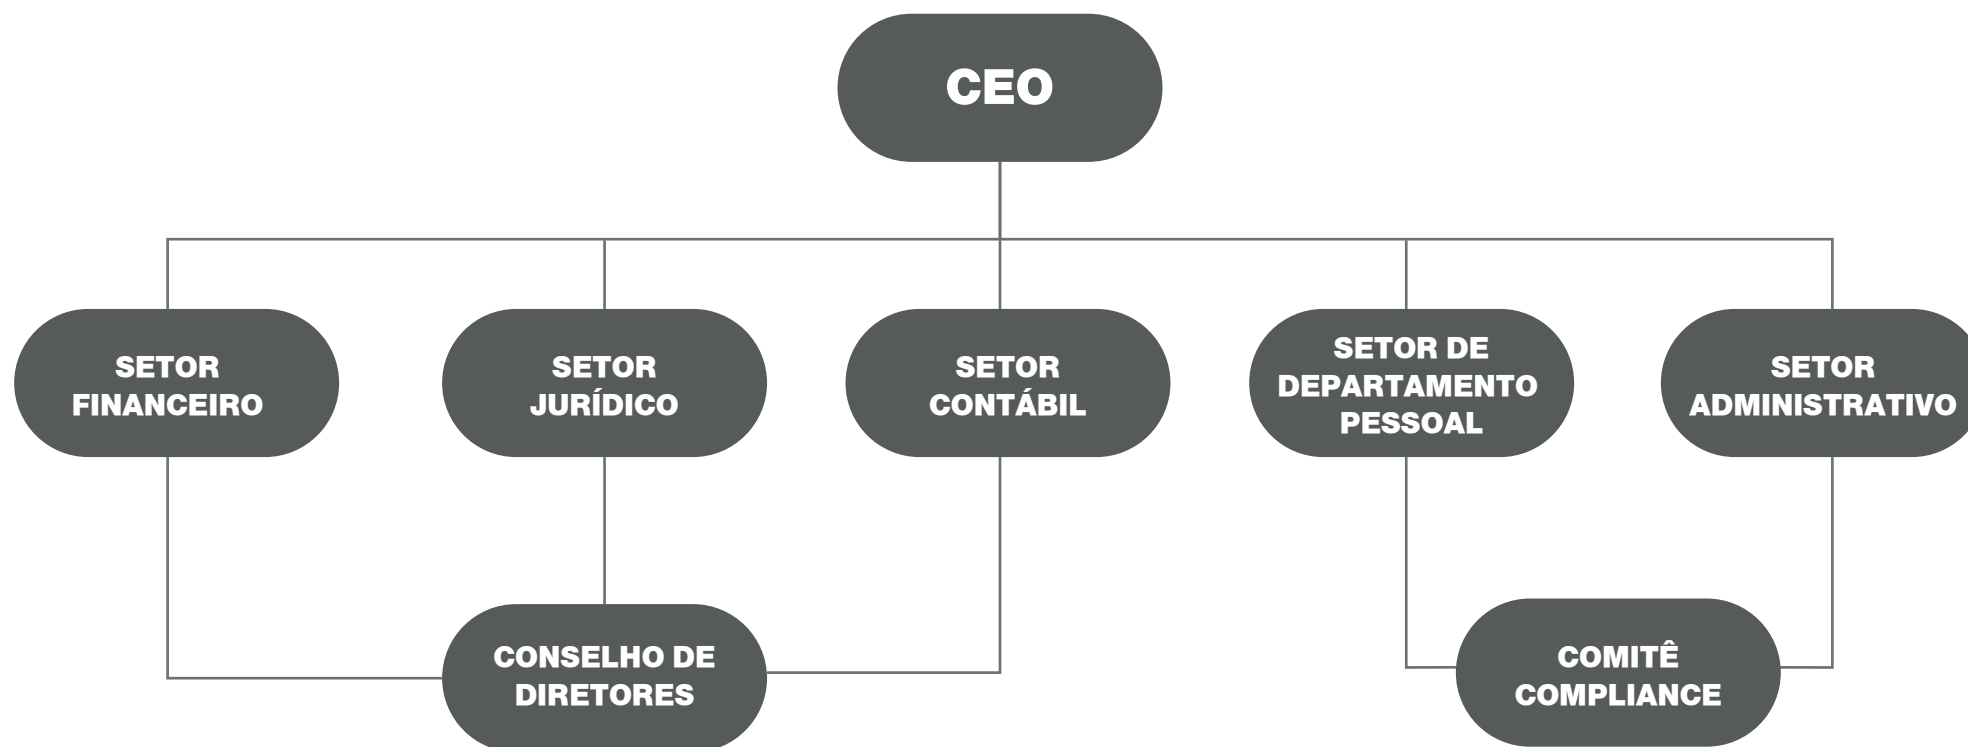 CEO
SETOR
FINANCEIRO
SETOR
JURÍDICO
SETOR
CONTÁBIL
SETOR DE
DEPARTAMENTO
PESSOAL
SETOR
ADMINISTRATIVO
CONSELHO DE
DIRETORES
COMITÊ
COMPLIANCE